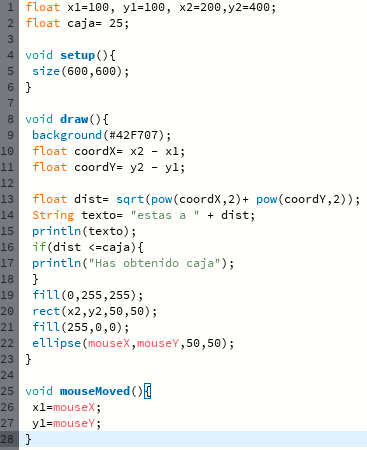 1 float x1=100, y1=100, x2=200,y2=400;
2 float caja= 25;
3
4 void setup(){
5 size(600,600);
6 }
7
8 void draw(){
9 background(#42F707);
10 float coordX= x2 - x1;
11 float coordY= y2 - y1;
12
13 float dist= sqrt(pow(coordX,2)+ pow(coordY,2));
14 String texto= "estas a " + dist;
15 println(texto);
16 if(dist <=caja){
17 println("Has obtenido caja");
18 }
19 fill(0,255,255);
20 rect(x2,y2,50,50);
21 fill(255,0,0);
22 ellipse(mouseX,mouseY,50,50);
23 }
24
25 void mouseMoved(){
26 x1=mouseX;
27 y1=mouseY;
28 }